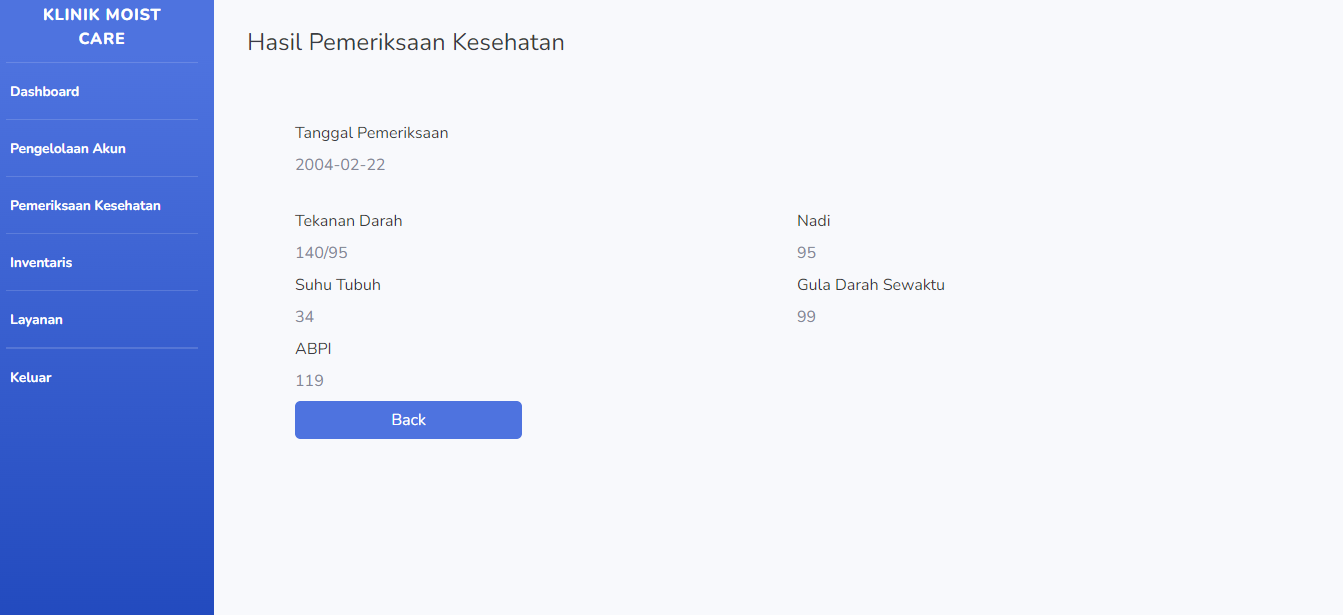 KLINIK MOIST
CARE
Dashboard
Pengelolaan Akun
Pemeriksaan Kesehatan
Inventaris
Layanan
Keluar
Hasil Pemeriksaan Kesehatan
Tanggal Pemeriksaan
2004-02-22
Tekanan Darah
140/95
Nadi
95
Suhu Tubuh
34
Gula Darah Sewaktu
99
ABPI
119
Back